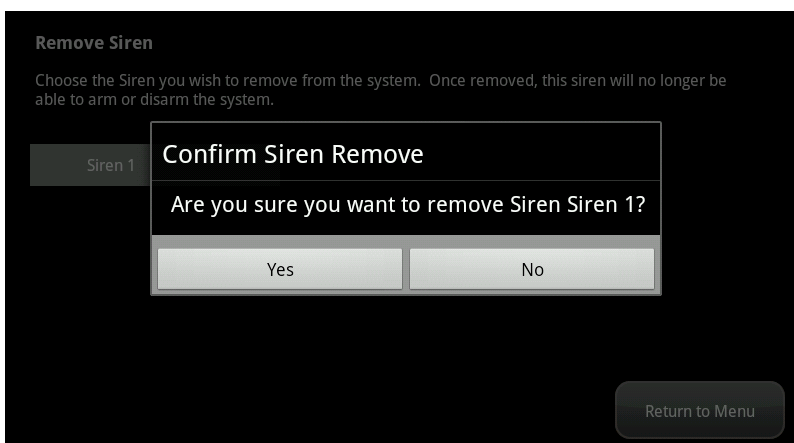 Remove Siren
Choose the Siren you wish to remove from the system.  Once removed, this siren will no longer be
able to arm or disarm the system.
Siren 1
Confirm Siren Remove
Are you sure you want to remove Siren Siren 1?
Yes
No
Return to Menu